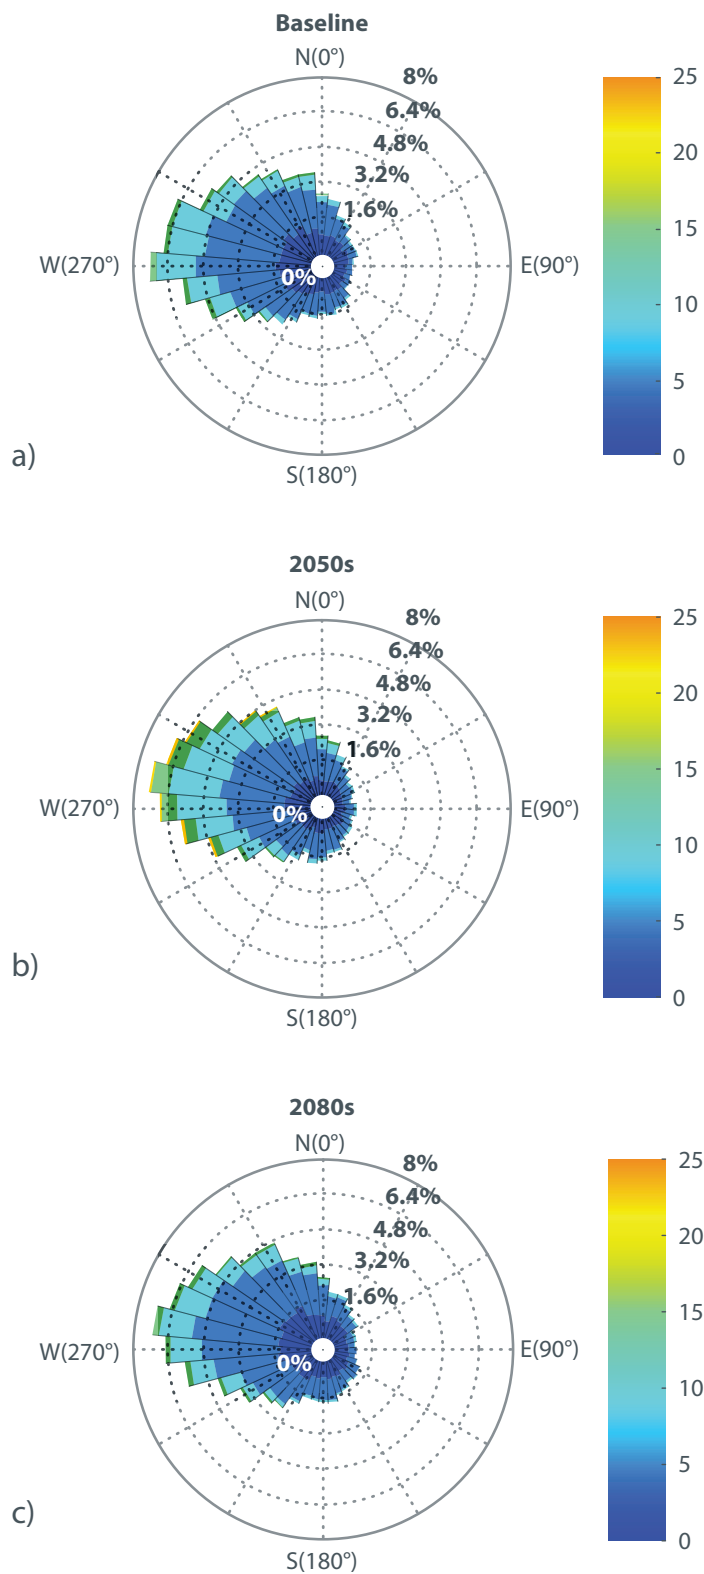 Baseline
N(0°)
8%
6.4%
4.8%
3.2%
1.6%
0%
W(270°)
E(90°)
S(180°)
25
20
15
10
5
0
a)
2050s
N(0°)
8%
6.4%
4.8%
3.2%
1.6%
0%
W(270°)
E(90°)
S(180°)
25
20
15
10
5
0
b)
2080s
N(0°)
8%
6.4%
4.8%
3.2%
1.6%
0%
W(270°)
E(90°)
S(180°)
25
20
15
10
5
0
c)